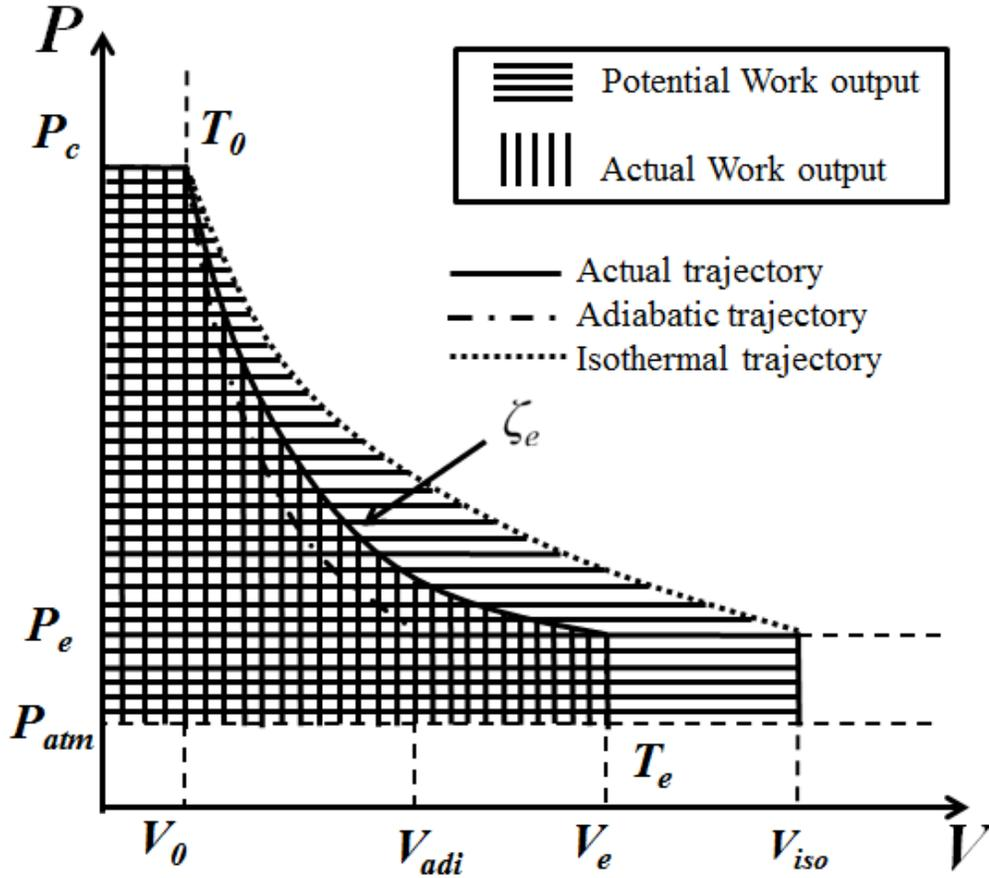 P
P_c
T_0
Potential Work output
Actual Work output
Actual trajectory
Adiabatic trajectory
Isothermal trajectory
ζ_e
P_e
P_atm
T_e
V_0
V_adi
V_e
V_iso
V